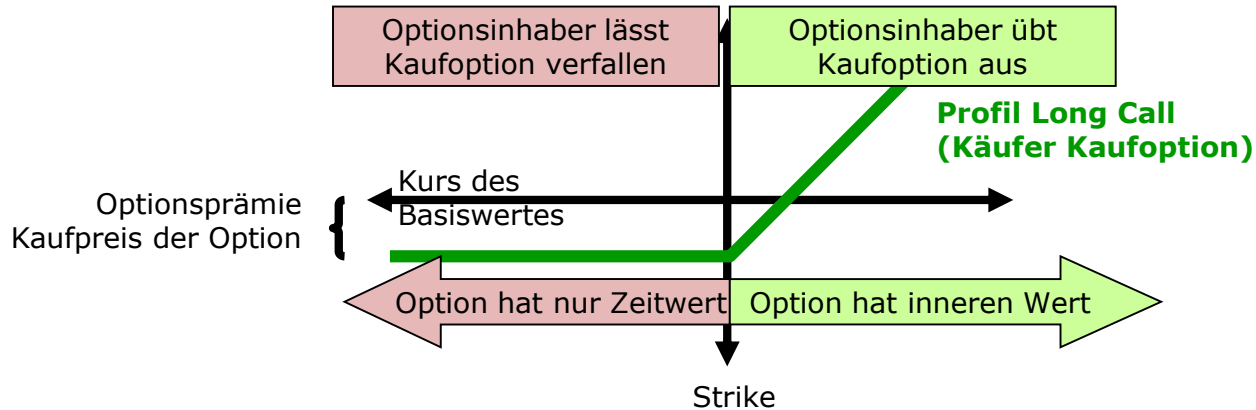 Optionsinhaber lässt
Kaufoption verfallen
Optionsinhaber übt
Kaufoption aus
Profil Long Call
(Käufer Kaufoption)
Kurs des
Basiswertes
Optionsprämie
Kaufpreis der Option
Option hat nur Zeitwert
Option hat inneren Wert
Strike